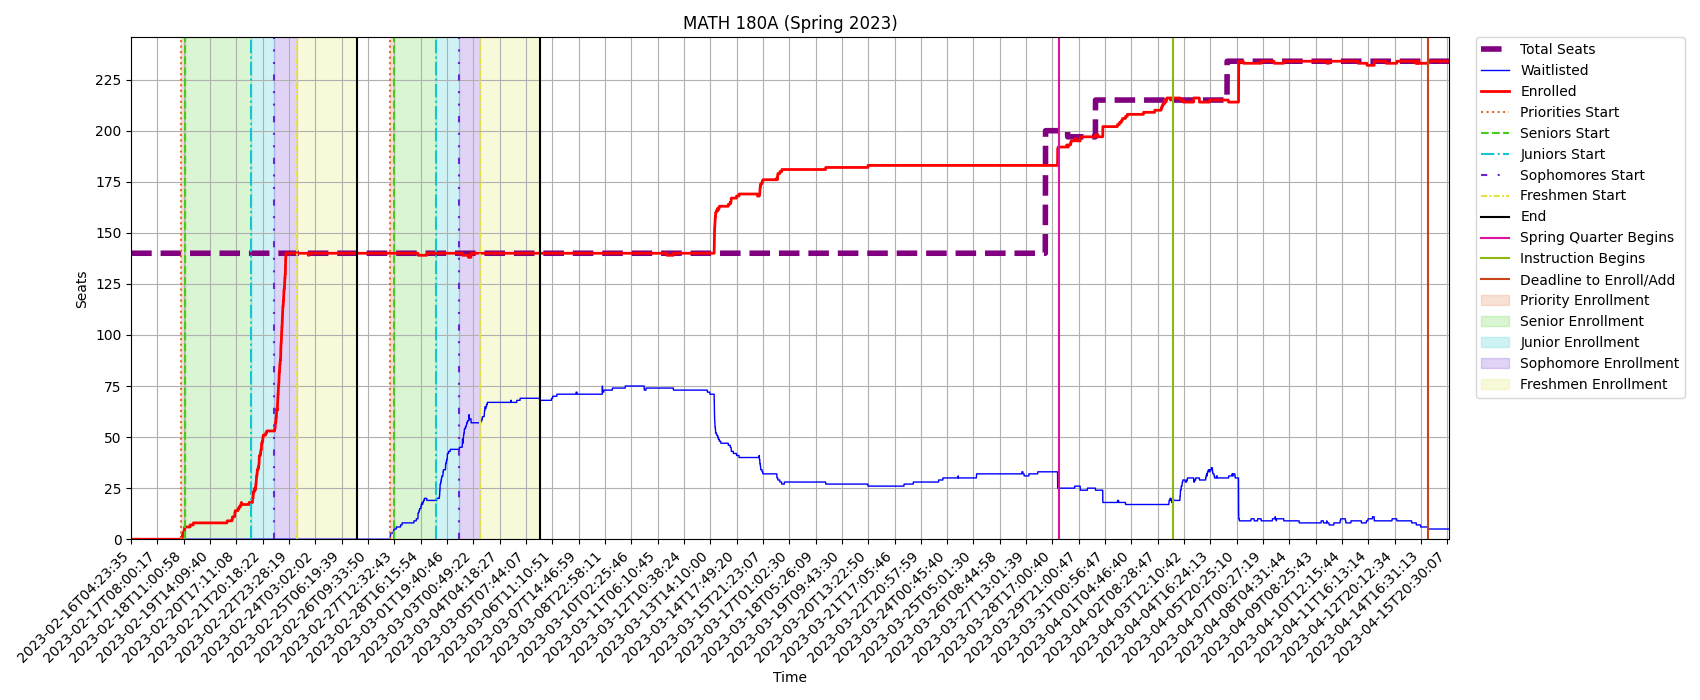 MATH 180A (Spring 2023)
Seats
225
200
175
150
125
100
75
50
25
0
2023-02-16T04:23:35
2023-02-17T08:00:17
2023-02-18T11:00:58
2023-02-19T14:09:40
2023-02-20T17:11:08
2023-02-21T20:18:22
2023-02-22T23:28:19
2023-02-24T03:02:02
2023-02-25T06:19:39
2023-02-26T09:33:50
2023-02-27T12:32:43
2023-02-28T16:15:54
2023-03-01T19:40:46
2023-03-03T00:49:22
2023-03-04T04:18:27
2023-03-05T07:44:07
2023-03-06T11:10:51
2023-03-07T14:46:59
2023-03-08T22:58:11
2023-03-10T02:25:46
2023-03-11T06:10:45
2023-03-12T10:38:24
2023-03-13T14:10:00
2023-03-14T17:49:20
2023-03-15T21:23:07
2023-03-17T01:02:30
2023-03-18T05:26:09
2023-03-19T09:43:30
2023-03-20T13:22:50
2023-03-21T17:05:46
2023-03-22T20:57:59
2023-03-24T00:45:40
2023-03-25T05:01:30
2023-03-26T08:44:58
2023-03-27T13:01:39
2023-03-28T17:00:40
2023-03-29T21:00:47
2023-03-31T00:56:47
2023-04-01T04:46:40
2023-04-02T08:28:47
2023-04-03T12:10:42
2023-04-04T16:24:13
2023-04-05T20:25:10
2023-04-07T00:27:19
2023-04-08T04:31:44
2023-04-09T08:25:43
2023-04-10T12:15:44
2023-04-11T16:13:14
2023-04-12T20:12:34
2023-04-14T16:31:13
2023-04-15T20:30:07
Time
Total Seats
Waitlisted
Enrolled
Priorities Start
Seniors Start
Juniors Start
Sophomores Start
Freshmen Start
End
Spring Quarter Begins
Instruction Begins
Deadline to Enroll/Add
Priority Enrollment
Senior Enrollment
Junior Enrollment
Sophomore Enrollment
Freshmen Enrollment